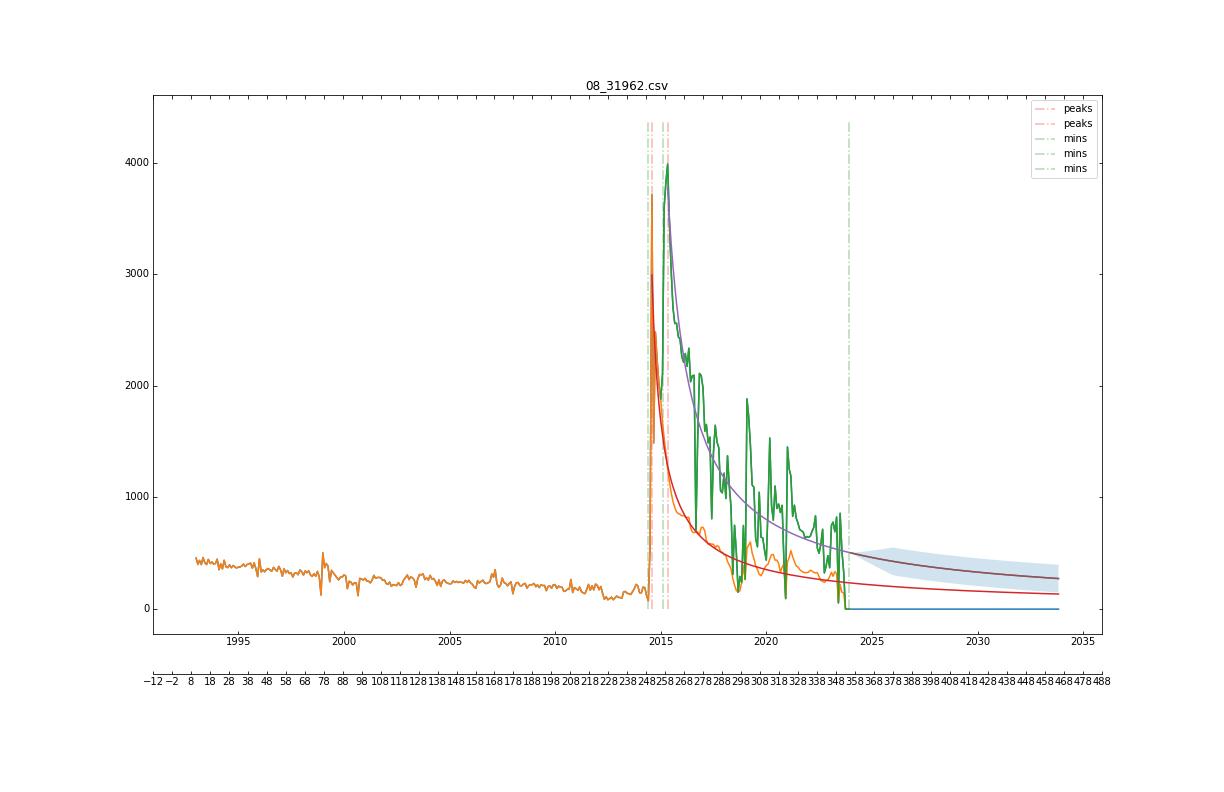 08_31962.csv
peaks
peaks
mins
mins
mins
4000
3000
2000
1000
0
1995 2000 2005 2010 2015 2020 2025 2030 2035
−12 −2 8 18 28 38 48 58 68 78 88 98 108 118 128 138 148 158 168 178 188 198 208 218 228 238 248 258 268 278 288 298 308 318 328 338 348 358 368 378 388 398 408 418 428 438 448 458 468 478 488